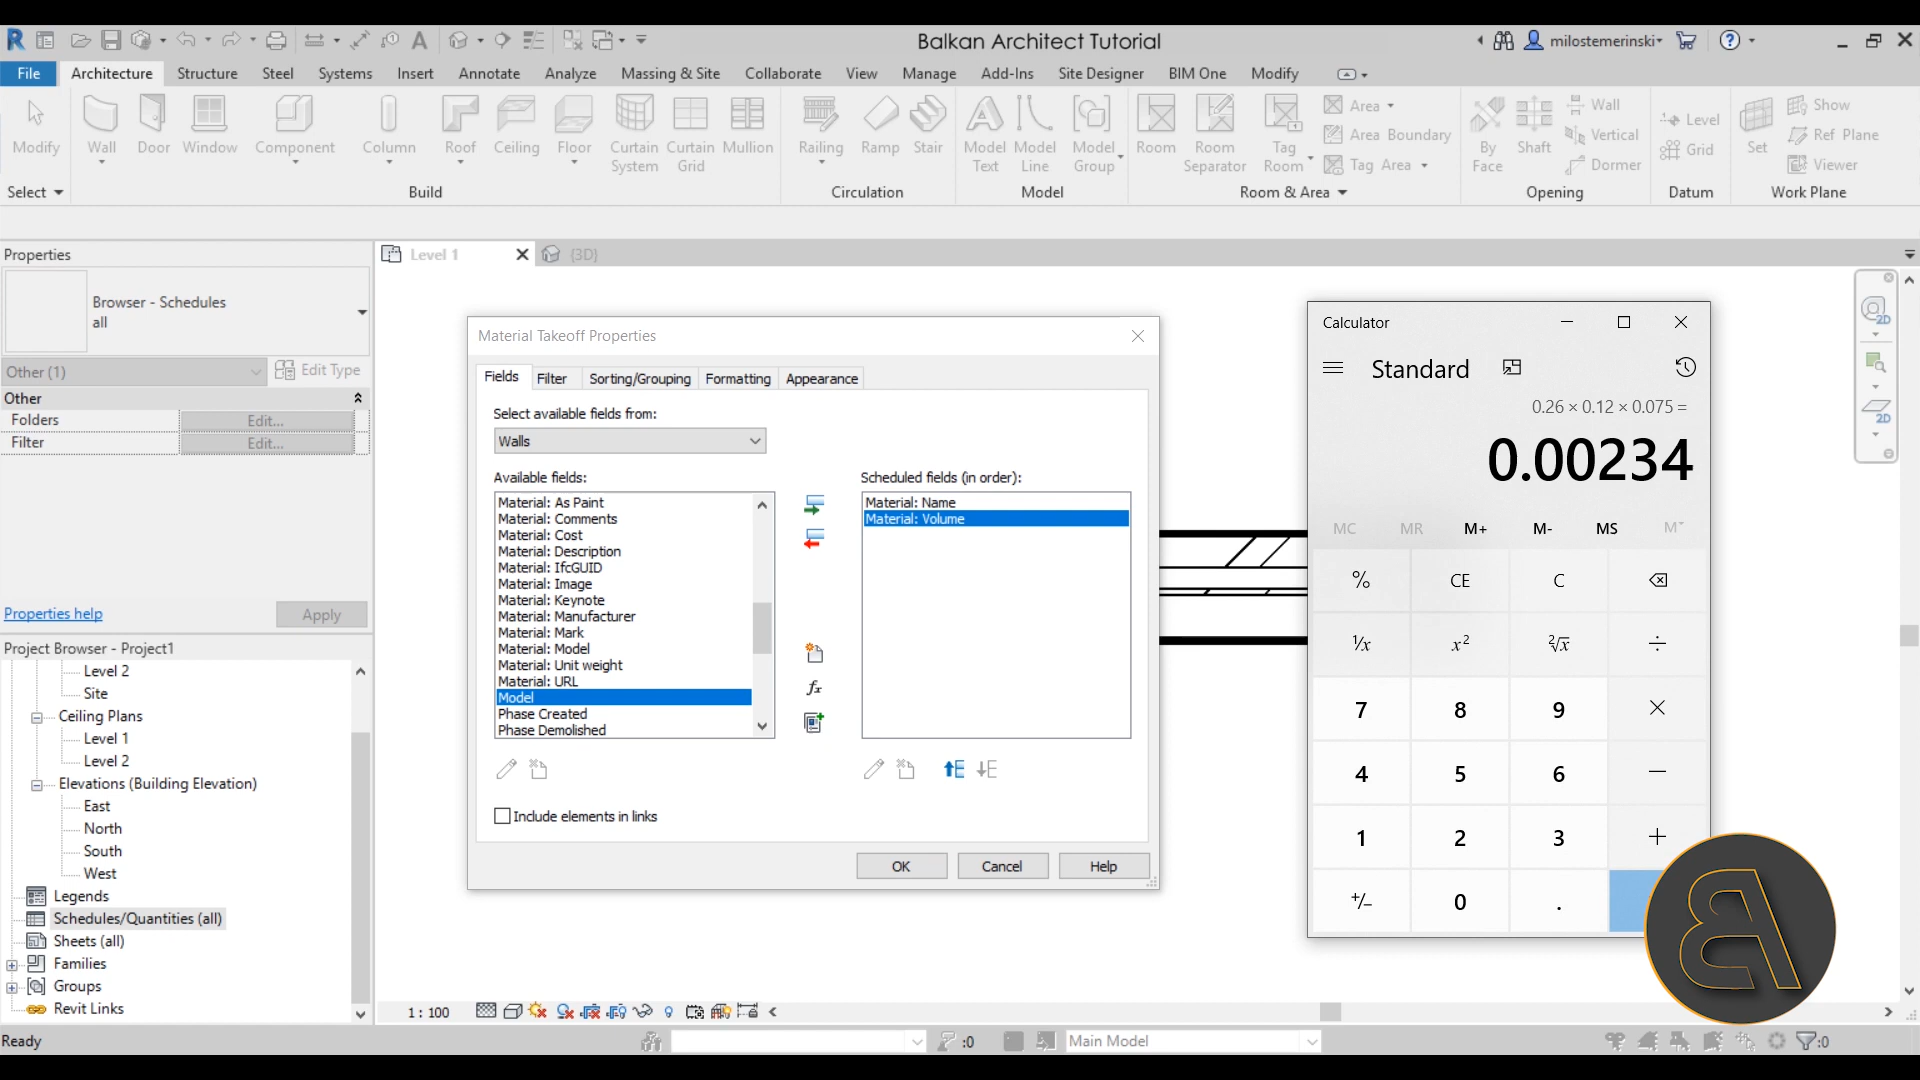 Balkan Architect Tutorial
milostemerinski
File
Architecture
Structure
Steel
Systems
Insert
Annotate
Analyze
Massing & Site
Collaborate
View
Manage
Add-Ins
Site Designer
BIM One
Modify
Modify
Wall
Door
Window
Component
Column
Roof
Ceiling
Floor
Curtain System
Curtain Grid
Mullion
Railing
Ramp
Stair
Model Text
Model Line
Model Group
Room
Room Separator
Tag Room
Area
Area Boundary
Tag Area
By Face
Shaft
Wall
Vertical
Dormer
Level
Grid
Set
Show
Ref Plane
Viewer
Select
Build
Circulation
Model
Room & Area
Opening
Datum
Work Plane
Properties
Browser - Schedules
all
Other (1)
Edit Type
Other
Folders
Edit...
Filter
Edit...
Properties help
Apply
Project Browser - Project1
Level 2
Site
Ceiling Plans
Level 1
Level 2
Elevations (Building Elevation)
East
North
South
West
Legends
Schedules/Quantities (all)
Sheets (all)
Families
Groups
Revit Links
Level 1
(3D)
Material Takeoff Properties
Fields
Filter
Sorting/Grouping
Formatting
Appearance
Select available fields from:
Walls
Available fields:
Material: As Paint
Material: Comments
Material: Cost
Material: Description
Material: IfcGUID
Material: Image
Material: Keynote
Material: Manufacturer
Material: Mark
Material: Model
Material: Unit weight
Material: URL
Model
Phase Created
Phase Demolished
fx
Scheduled fields (in order):
Material: Name
Material: Volume
Include elements in links
OK
Cancel
Help
Calculator
Standard
0.26 × 0.12 × 0.075 =
0.00234
MC
MR
M+
M-
MS
M˅
%
CE
C
⅟x
x²
²√x
÷
7
8
9
×
4
5
6
−
1
2
3
+
+/−
0
.
2D
2D
1 : 100
Ready
:0
Main Model
:0